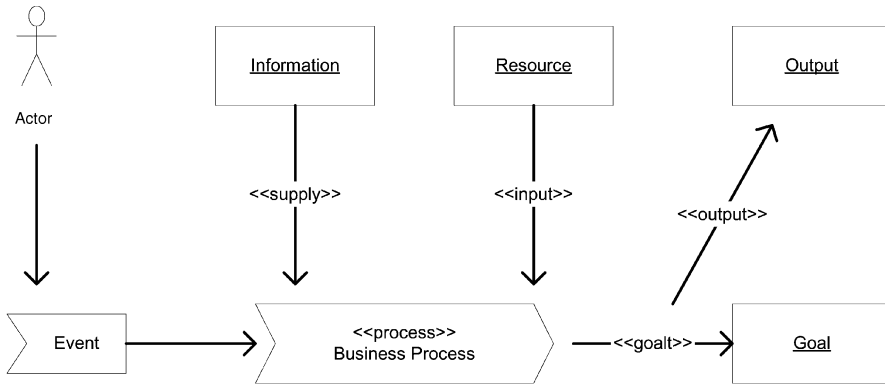 Information
Resource
Output
Actor
<<supply>>
<<input>>
<<output>>
Event
<<process>>
Business Process
<<goalt>>
Goal